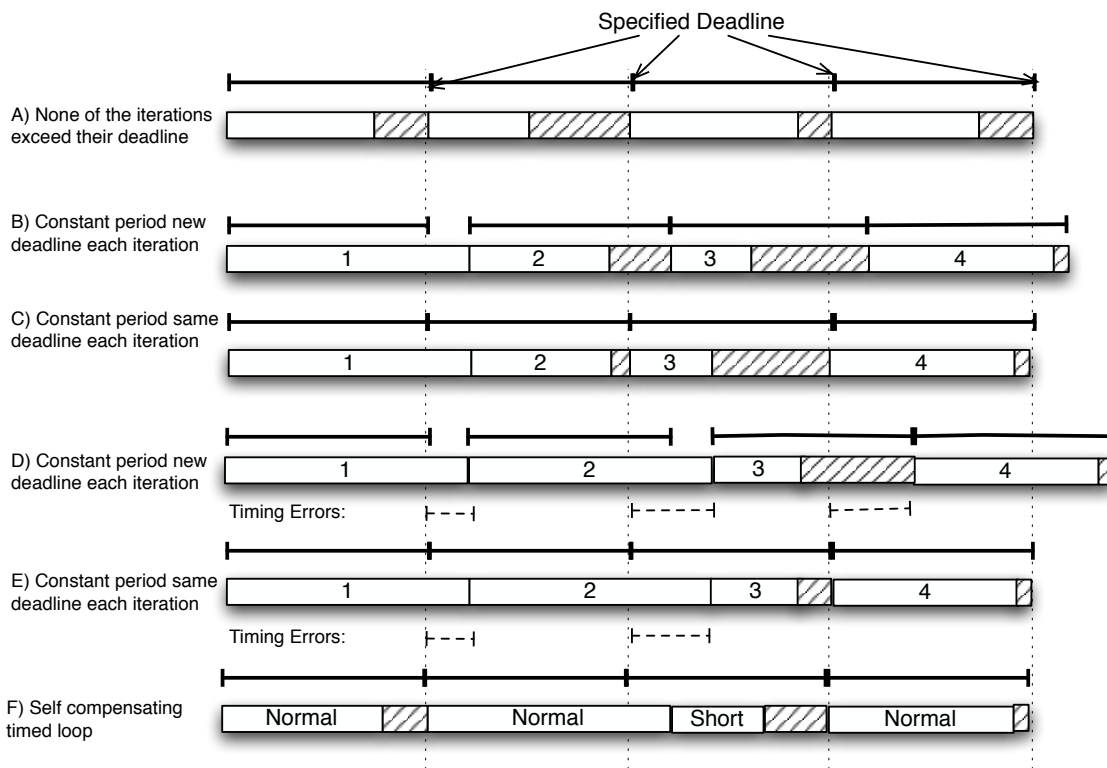 Specified Deadline
A) None of the iterations
exceed their deadline
B) Constant period new
deadline each iteration
1 2 3 4
C) Constant period same
deadline each iteration
1 2 3 4
D) Constant period new
deadline each iteration
1 2 3 4
Timing Errors:
E) Constant period same
deadline each iteration
1 2 3 4
Timing Errors:
F) Self compensating
timed loop
Normal Normal Short Normal